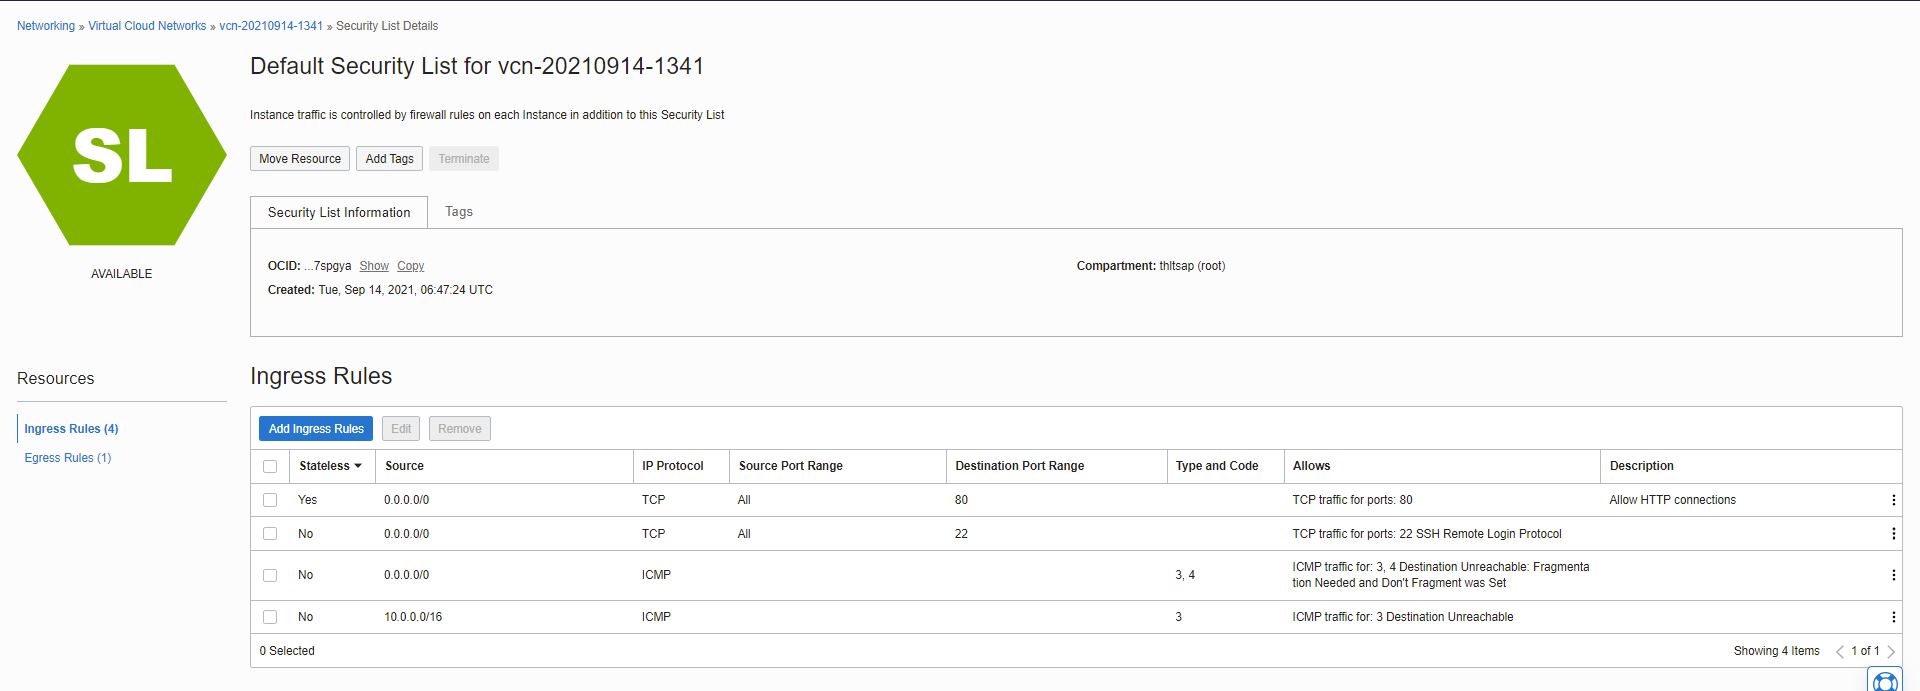 Networking » Virtual Cloud Networks » vcn-20210914-1341 » Security List Details
SL
AVAILABLE
Default Security List for vcn-20210914-1341
Instance traffic is controlled by firewall rules on each Instance in addition to this Security List
Move Resource Add Tags Terminate
Security List Information Tags
OCID: ...7spgya Show Copy Compartment: thltsap (root)
Created: Tue, Sep 14, 2021, 06:47:24 UTC
Resources
Ingress Rules (4)
Egress Rules (1)
Ingress Rules
Add Ingress Rules Edit Remove
Stateless Source IP Protocol Source Port Range Destination Port Range Type and Code Allows Description
Yes 0.0.0.0/0 TCP All 80 TCP traffic for ports: 80 Allow HTTP connections
No 0.0.0.0/0 TCP All 22 TCP traffic for ports: 22 SSH Remote Login Protocol
No 0.0.0.0/0 ICMP 3, 4 ICMP traffic for: 3, 4 Destination Unreachable: Fragmenta
tion Needed and Don't Fragment was Set
No 10.0.0.0/16 ICMP 3 ICMP traffic for: 3 Destination Unreachable
0 Selected Showing 4 Items 1 of 1